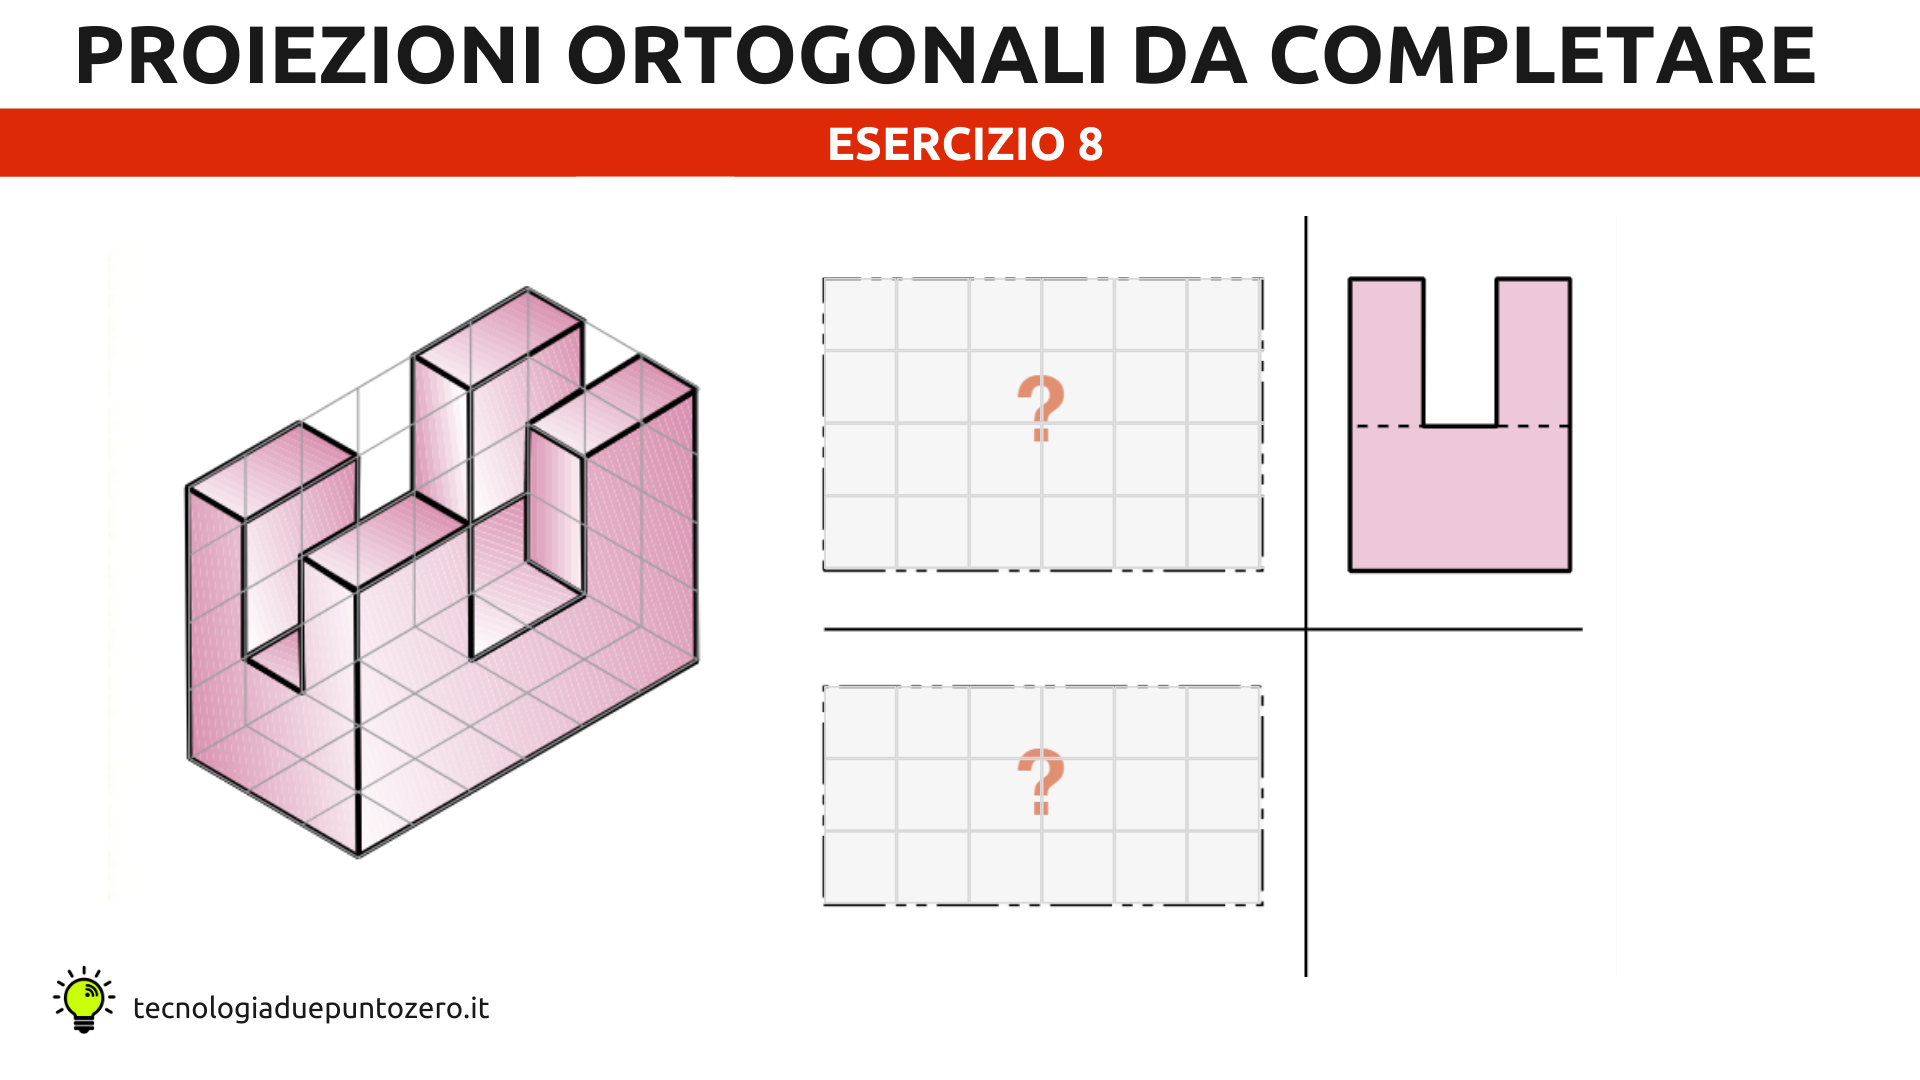 PROIEZIONI ORTOGONALI DA COMPLETARE
ESERCIZIO 8
?
?
tecnologiaduepuntozero.it